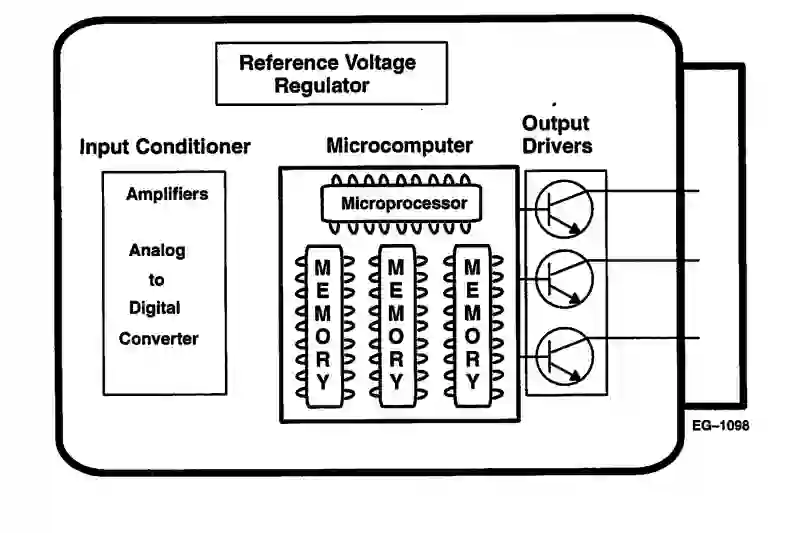 Reference Voltage
Regulator
Input Conditioner
Microcomputer
Output
Drivers
Amplifiers
Analog
to
Digital
Converter
Microprocessor
MEMORY
MEMORY
MEMORY
EG–1098